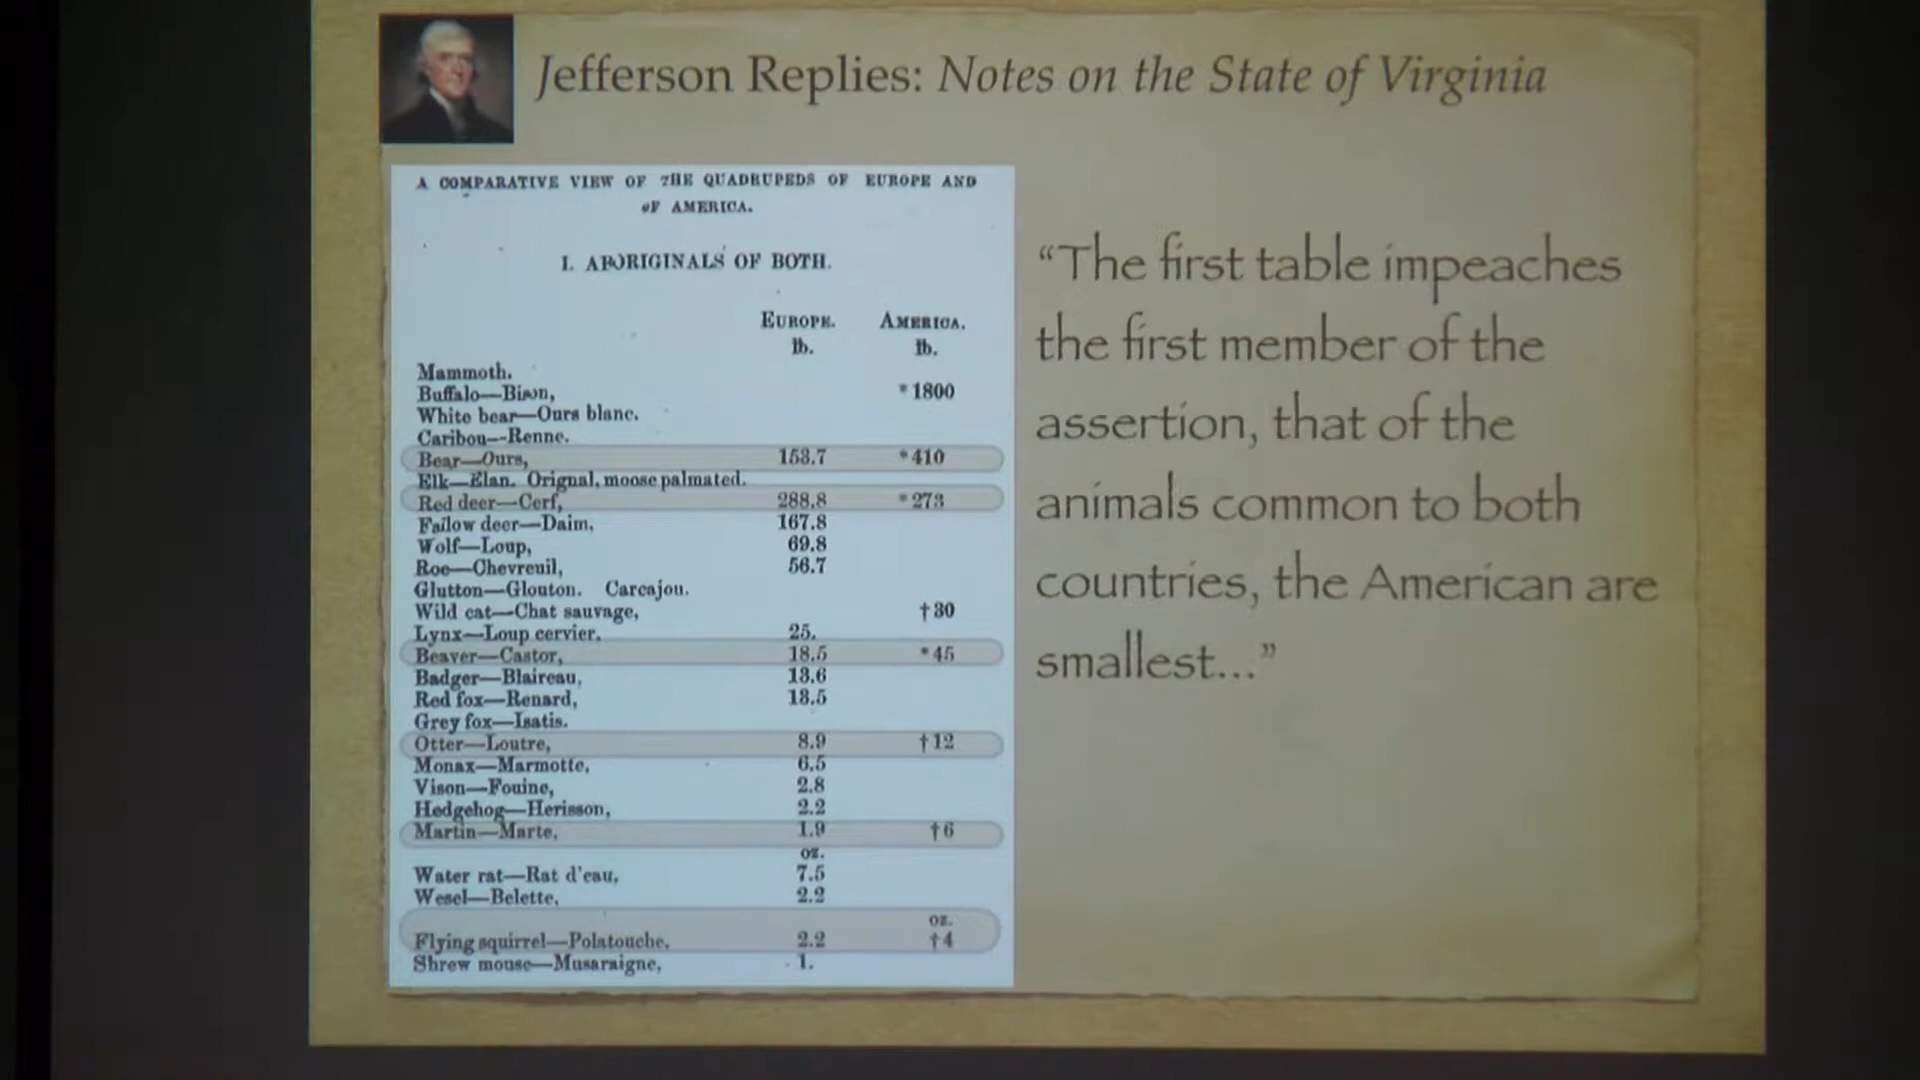 Jefferson Replies: Notes on the State of Virginia
A COMPARATIVE VIEW OF THE QUADRUPEDS OF EUROPE AND
OF AMERICA.
I. ABORIGINALS OF BOTH.
EUROPE. AMERICA.
lb. lb.
Mammoth.
Buffalo—Bison, *1800
White bear—Ours blanc.
Caribou—Renne.
Bear—Ours, 153.7 *410
Elk—Elan. Orignal, moose palmated.
Red deer—Cerf, 288.8 *273
Fallow deer—Daim, 167.8
Wolf—Loup, 69.8
Roe—Chevreuil, 56.7
Glutton—Glouton. Carcajou.
Wild cat—Chat sauvage, †30
Lynx—Loup cervier, 25.
Beaver—Castor, 18.5 *45
Badger—Blaireau, 13.6
Red fox—Renard, 13.5
Grey fox—Isatis.
Otter—Loutre, 8.9 †12
Monax—Marmotte, 6.5
Vison—Fouine, 2.8
Hedgehog—Herisson, 2.2
Martin—Marte, 1.9 †6
oz.
Water rat—Rat d'eau, 7.5
Wesel—Belette, 2.2
oz.
Flying squirrel—Polatouche, 2.2 †4
Shrew mouse—Musaraigne, 1.
“The first table impeaches
the first member of the
assertion, that of the
animals common to both
countries, the American are
smallest...”